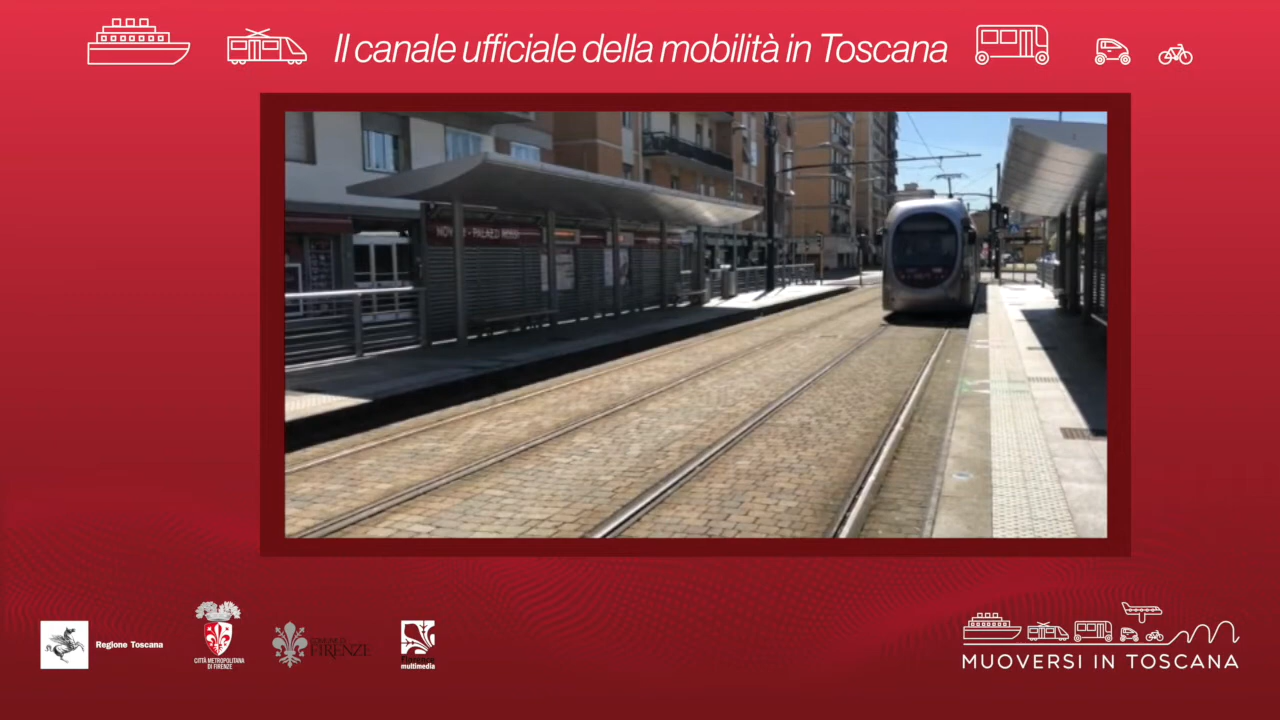 Il canale ufficiale della mobilità in Toscana
Regione Toscana
CITTÀ METROPOLITANA
DI FIRENZE
COMUNE DI
FIRENZE
multimedia
MUOVERSI IN TOSCANA